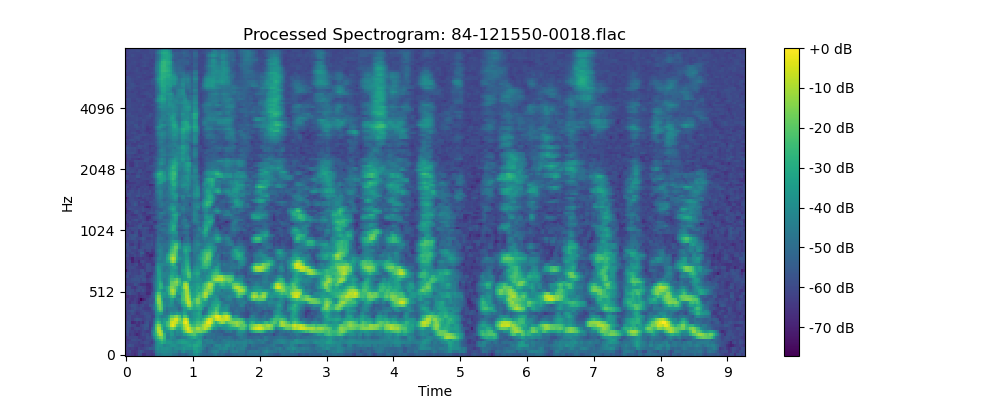 Processed Spectrogram: 84-121550-0018.flac
Hz
4096
2048
1024
512
0
0 1 2 3 4 5 6 7 8 9
Time
+0 dB
-10 dB
-20 dB
-30 dB
-40 dB
-50 dB
-60 dB
-70 dB